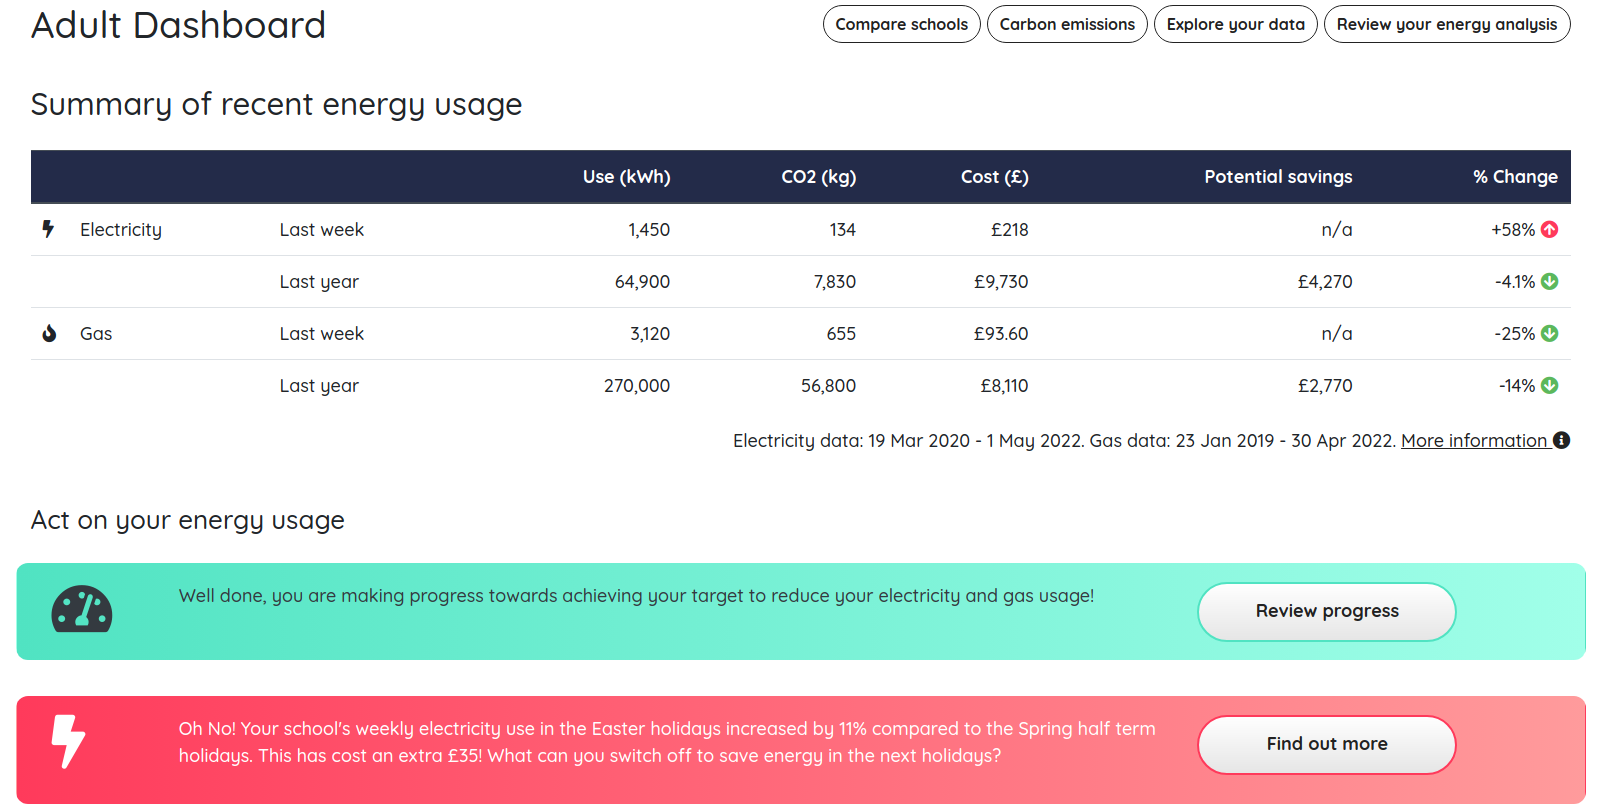 Adult Dashboard
Compare schools Carbon emissions Explore your data Review your energy analysis
Summary of recent energy usage
Use (kWh) CO2 (kg) Cost (£) Potential savings % Change
Electricity Last week 1,450 134 £218 n/a +58%
Last year 64,900 7,830 £9,730 £4,270 -4.1%
Gas Last week 3,120 655 £93.60 n/a -25%
Last year 270,000 56,800 £8,110 £2,770 -14%
Electricity data: 19 Mar 2020 - 1 May 2022. Gas data: 23 Jan 2019 - 30 Apr 2022. More information
Act on your energy usage
Well done, you are making progress towards achieving your target to reduce your electricity and gas usage!
Review progress
Oh No! Your school's weekly electricity use in the Easter holidays increased by 11% compared to the Spring half term
holidays. This has cost an extra £35! What can you switch off to save energy in the next holidays?
Find out more